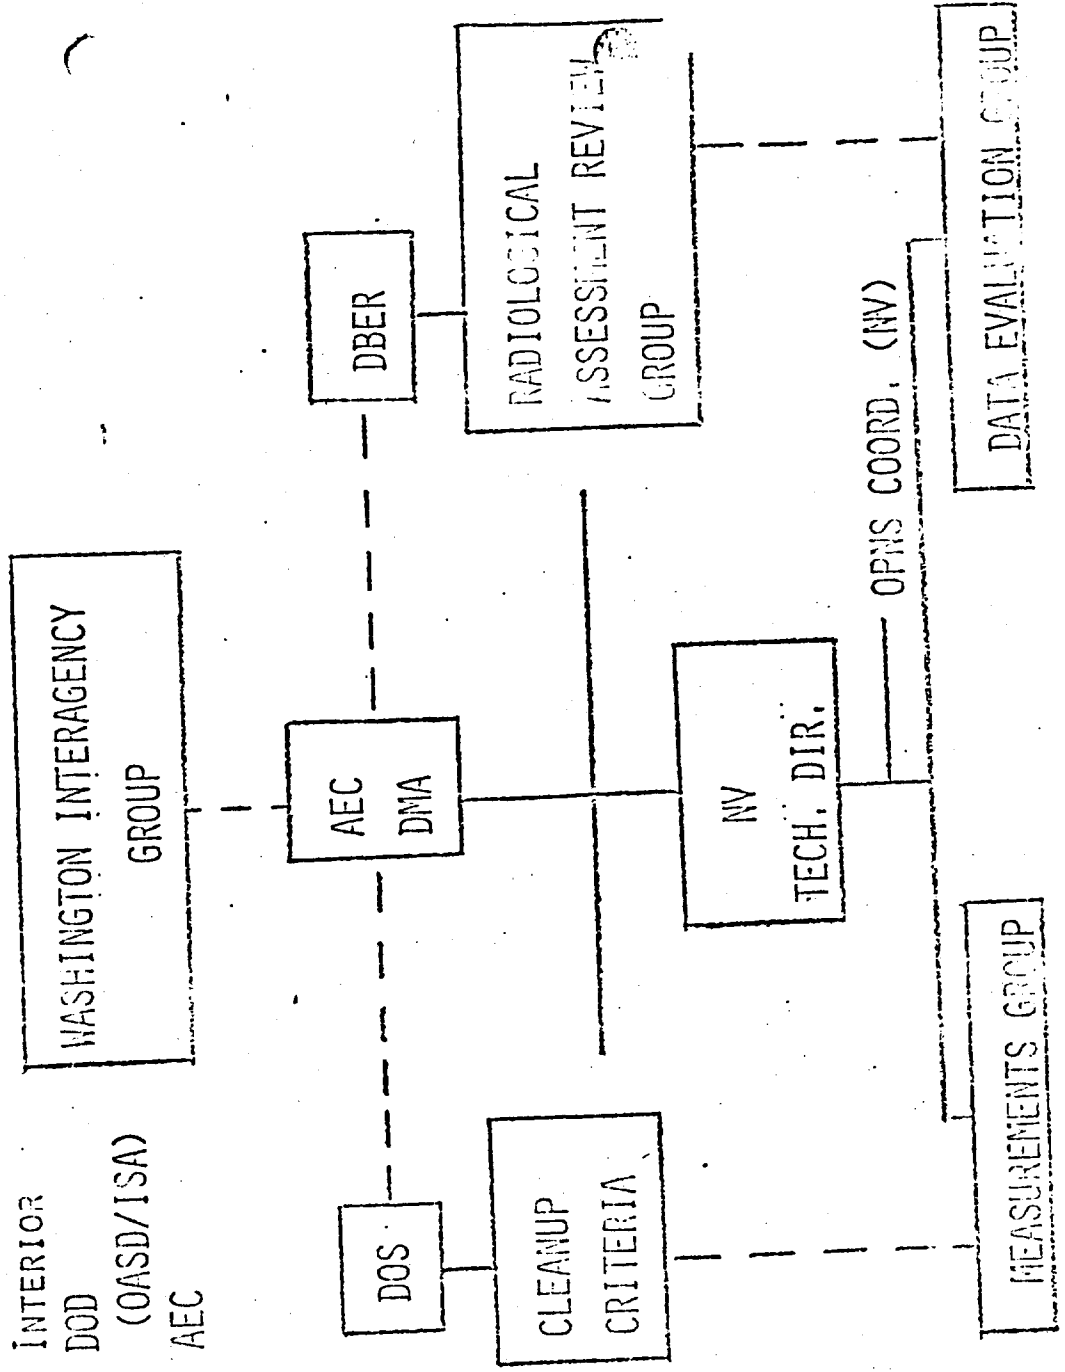 INTERIOR
DOD
(OASD/ISA)
AEC
WASHINGTON INTERAGENCY
GROUP
AEC
DMA
DOS
DBER
CLEANUP
CRITERIA
RADIOLOGICAL
ASSESSMENT REVIEW
GROUP
NV
TECH. DIR.
OPNS COORD. (NV)
MEASUREMENTS GROUP
DATA EVALUATION GROUP